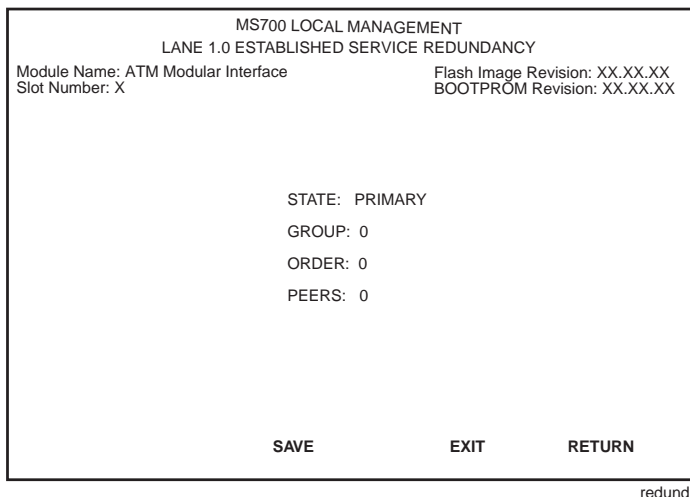 MS700 LOCAL MANAGEMENT
LANE 1.0 ESTABLISHED SERVICE REDUNDANCY
Module Name: ATM Modular Interface Flash Image Revision: XX.XX.XX
Slot Number: X BOOTPROM Revision: XX.XX.XX
STATE: PRIMARY
GROUP: 0
ORDER: 0
PEERS: 0
SAVE EXIT RETURN
redund